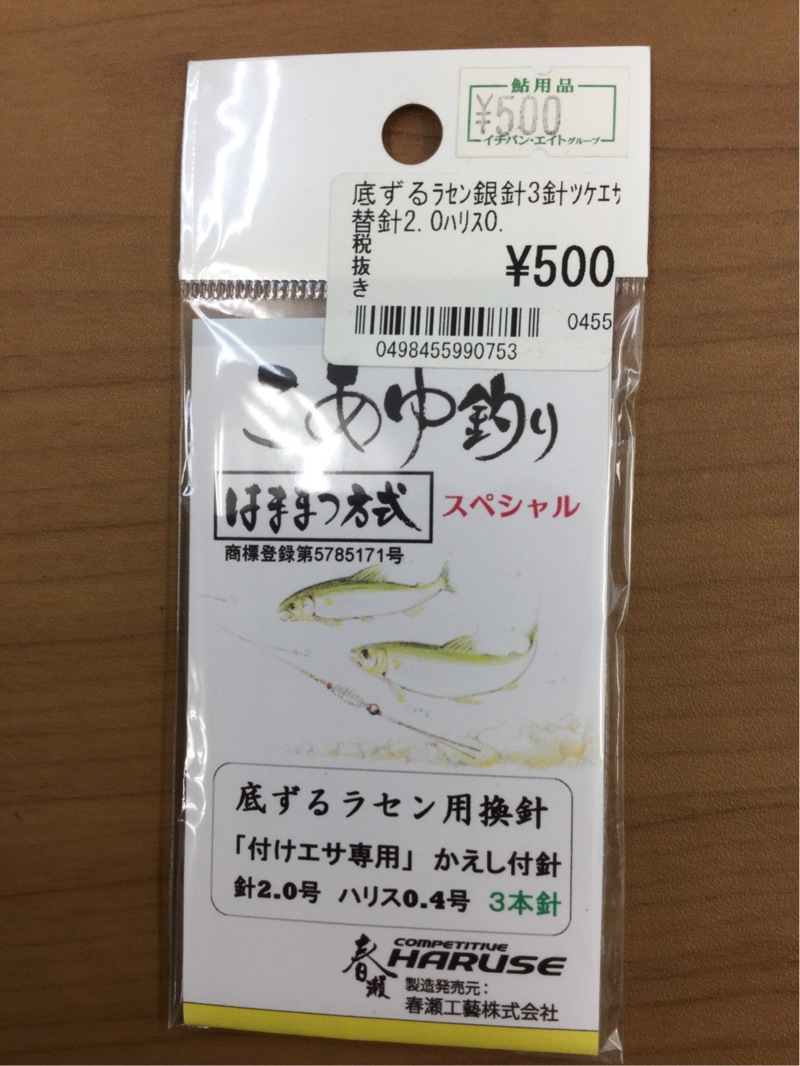 鮎用品
¥500
イチバン・エイトグループ
底ずるラセン銀針3針ツケエサ
替針2.0ハリス0.
税抜き
¥500
0455
0498455990753
こあゆ釣り
はままつ方式
スペシャル
商標登録第5785171号
底ずるラセン用換針
「付けエサ専用」かえし付針
針2.0号 ハリス0.4号 3本針
春瀬
COMPETITIVE
HARUSE
製造発売元:
春瀬工藝株式会社